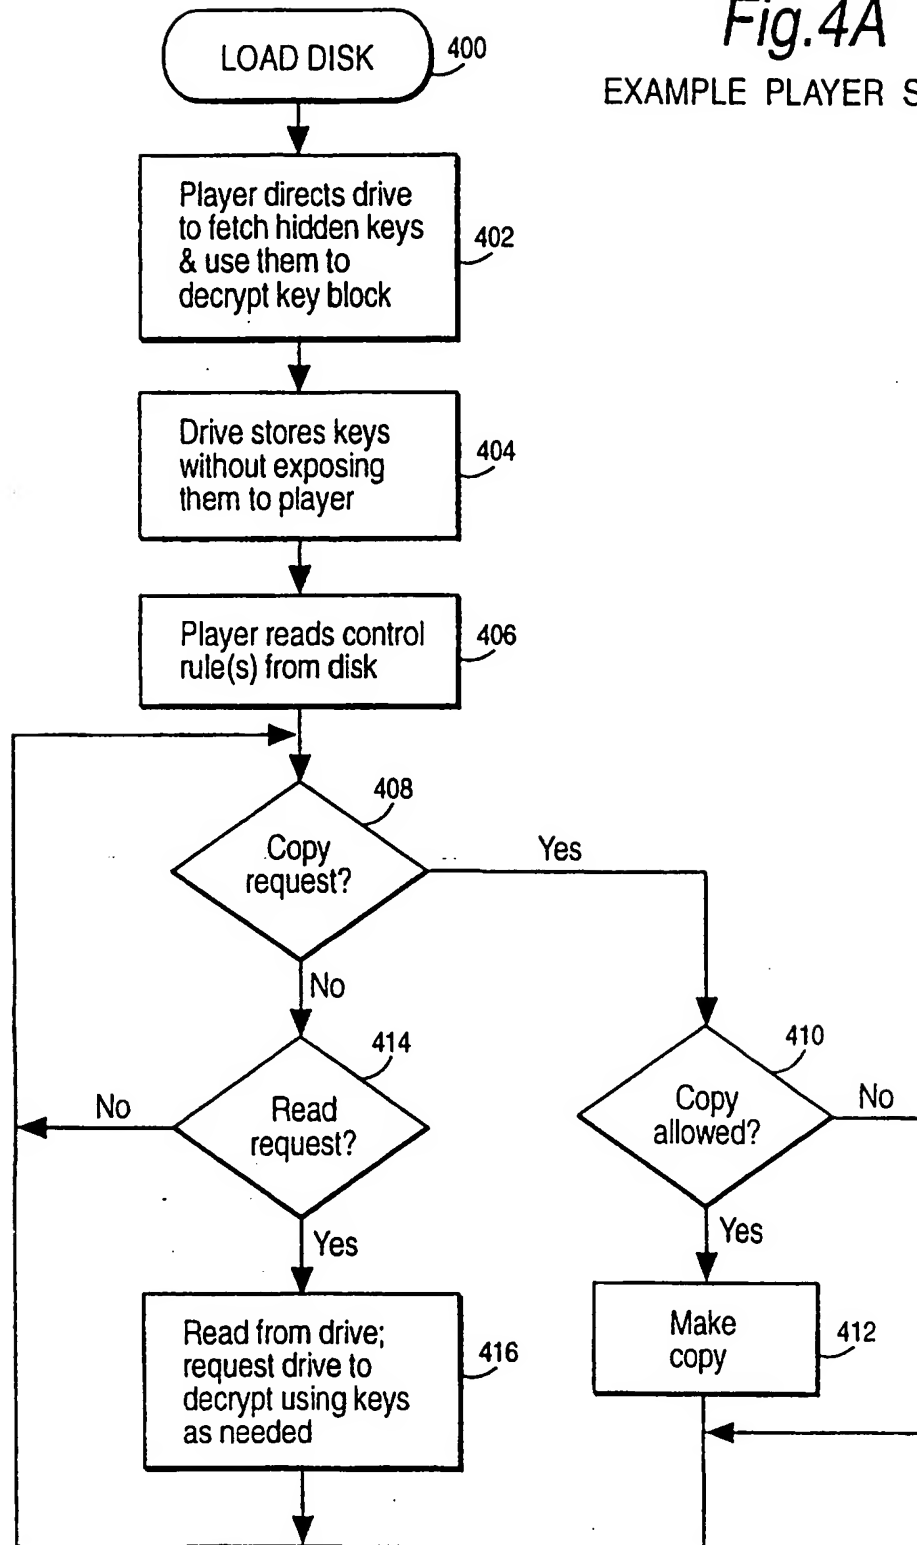 Fig.4A
EXAMPLE PLAYER
LOAD DISK
400
Player directs drive
to fetch hidden keys
& use them to
decrypt key block
402
Drive stores keys
without exposing
them to player
404
Player reads control
rule(s) from disk
406
Copy
request?
408
Yes
No
Read
request?
414
No
Yes
Copy
allowed?
410
No
Yes
Read from drive;
request drive to
decrypt using keys
as needed
416
Make
copy
412